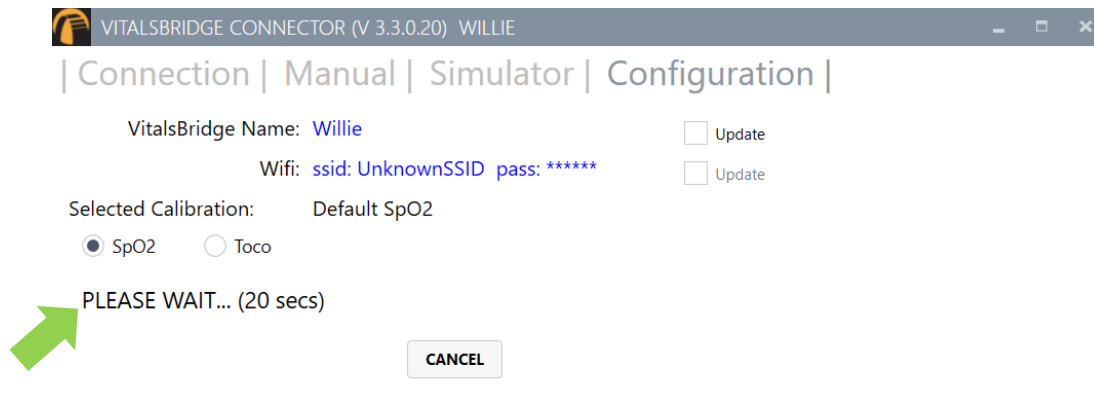 VITALSBRIDGE CONNECTOR (V 3.3.0.20) WILLIE
| Connection | Manual | Simulator | Configuration |
VitalsBridge Name: Willie Update
Wifi: ssid: UnknownSSID pass: ****** Update
Selected Calibration: Default SpO2
SpO2 Toco
PLEASE WAIT... (20 secs)
CANCEL